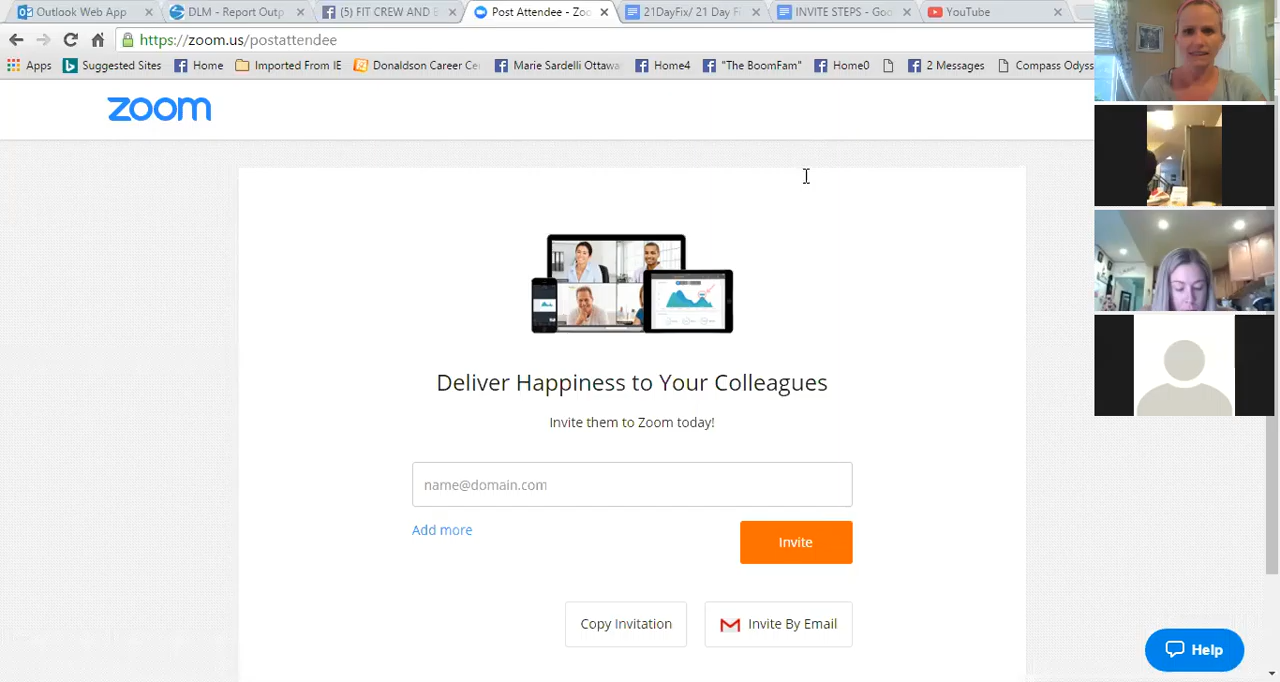 Outlook Web App
DLM - Report Outp
(5) FIT CREW AND B
Post Attendee - Zoo
21DayFix/ 21 Day Fi
INVITE STEPS - Goo
YouTube
https://zoom.us/postattendee
Apps
Suggested Sites
Home
Imported From IE
Donaldson Career Ce
Marie Sardelli Ottawa
Home4
"The BoomFam"
Home0
2 Messages
Compass Odyss
zoom
Deliver Happiness to Your Colleagues
Invite them to Zoom today!
name@domain.com
Add more
Invite
Copy Invitation
Invite By Email
Help